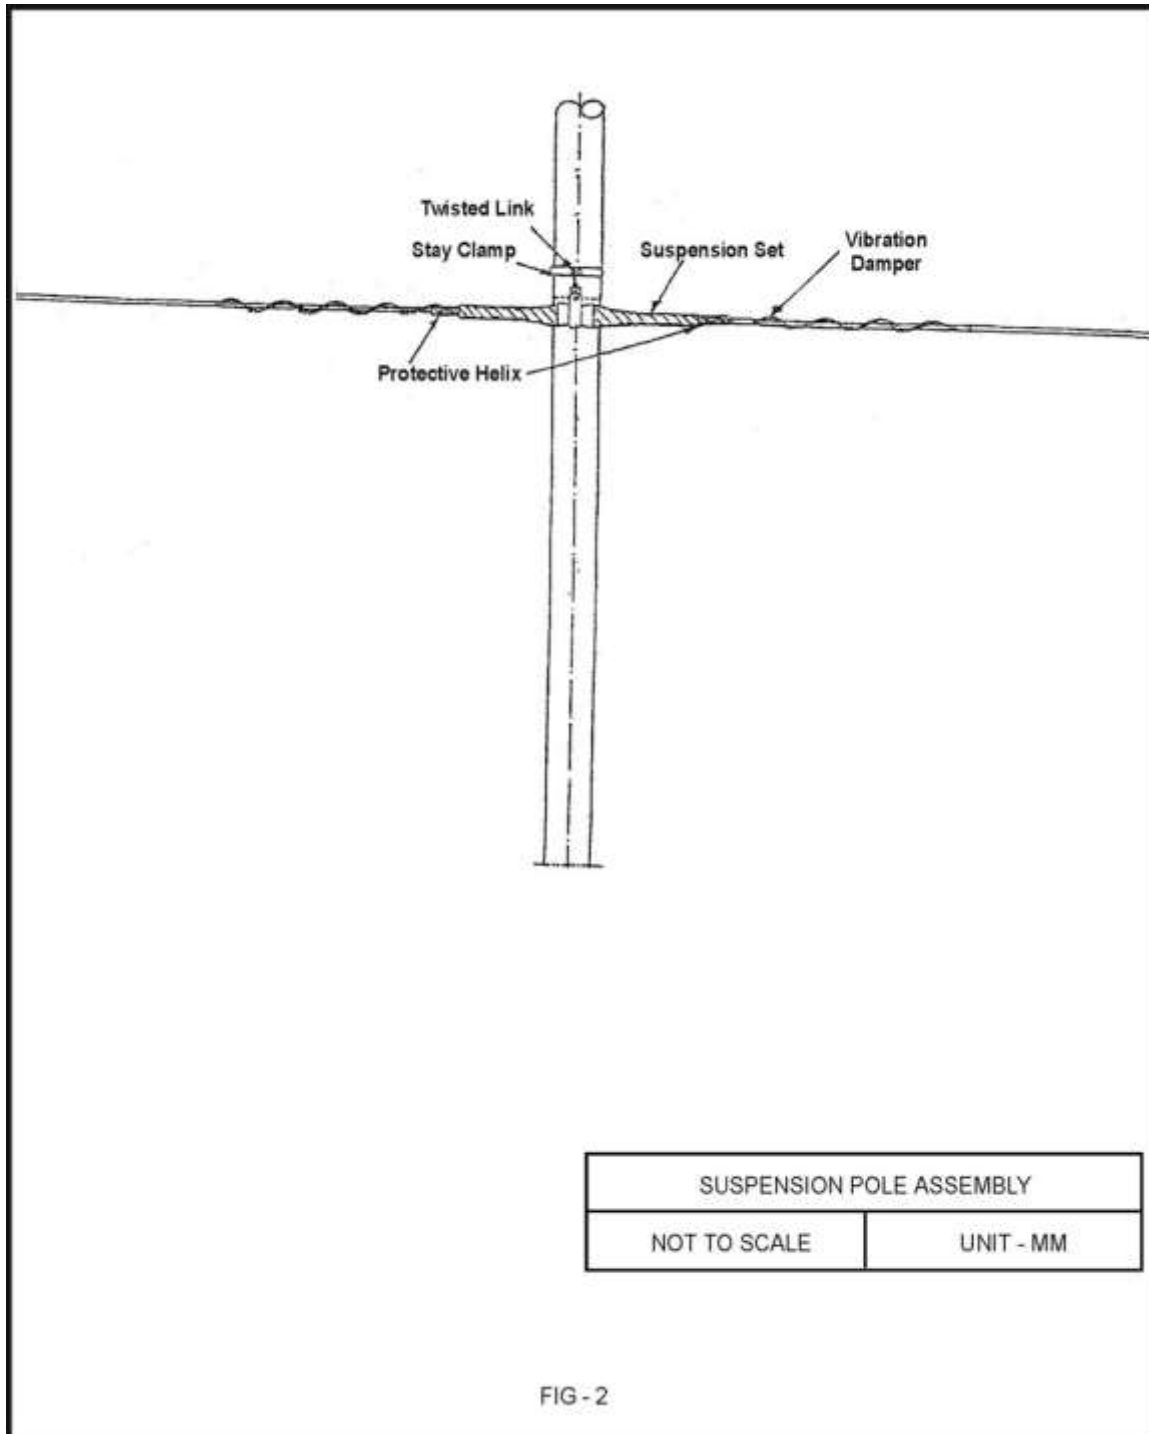 Twisted Link
Stay Clamp
Suspension Set
Vibration
Damper
Protective Helix
SUSPENSION POLE ASSEMBLY
NOT TO SCALE
UNIT - MM
FIG - 2